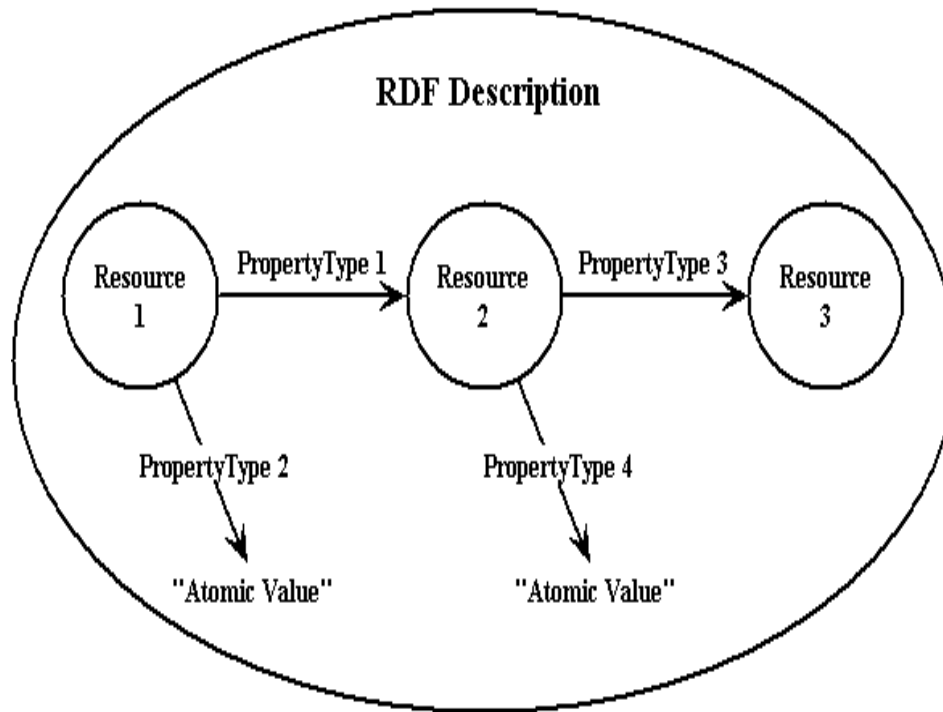 RDF Description
PropertyType 1
PropertyType 3
Resource
1
Resource
2
Resource
3
PropertyType 2
PropertyType 4
"Atomic Value"
"Atomic Value"